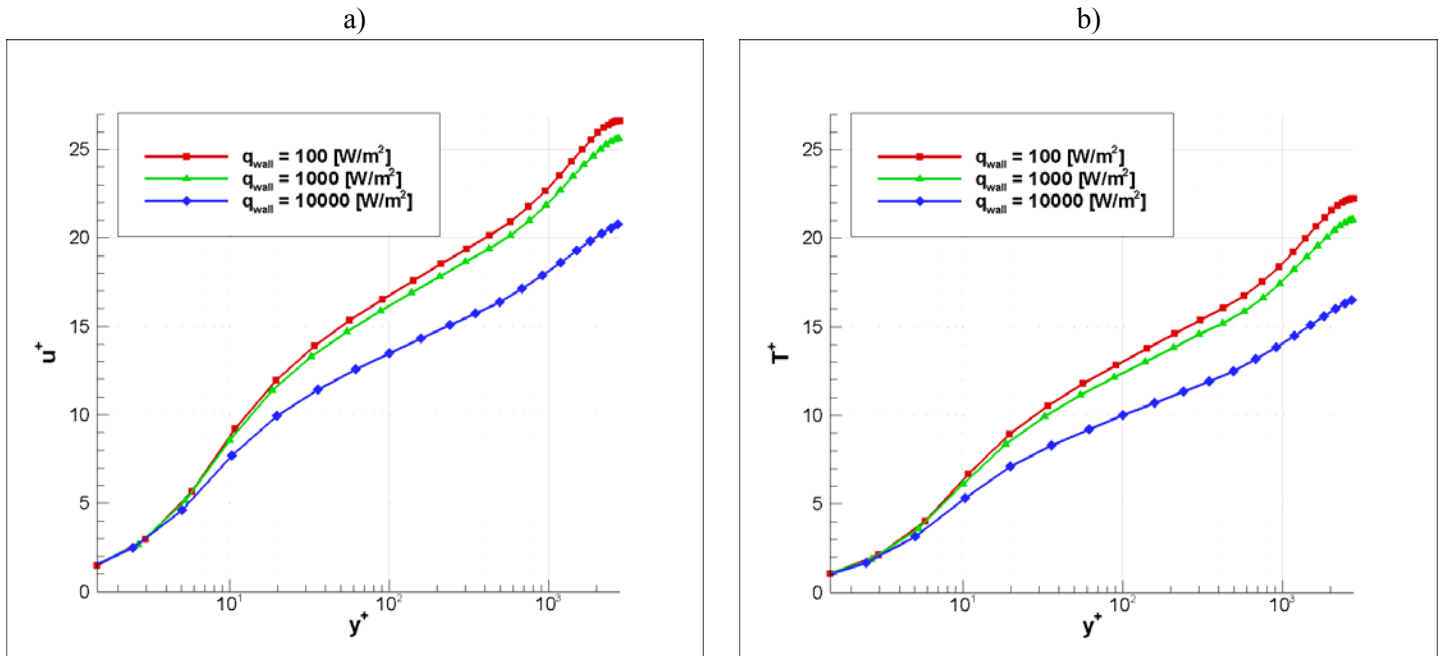 a)
b)
u⁺
25
20
15
10
5
0
q_wall = 100 [W/m²]
q_wall = 1000 [W/m²]
q_wall = 10000 [W/m²]
10¹
10²
10³
y⁺
T⁺
25
20
15
10
5
0
q_wall = 100 [W/m²]
q_wall = 1000 [W/m²]
q_wall = 10000 [W/m²]
10¹
10²
10³
y⁺